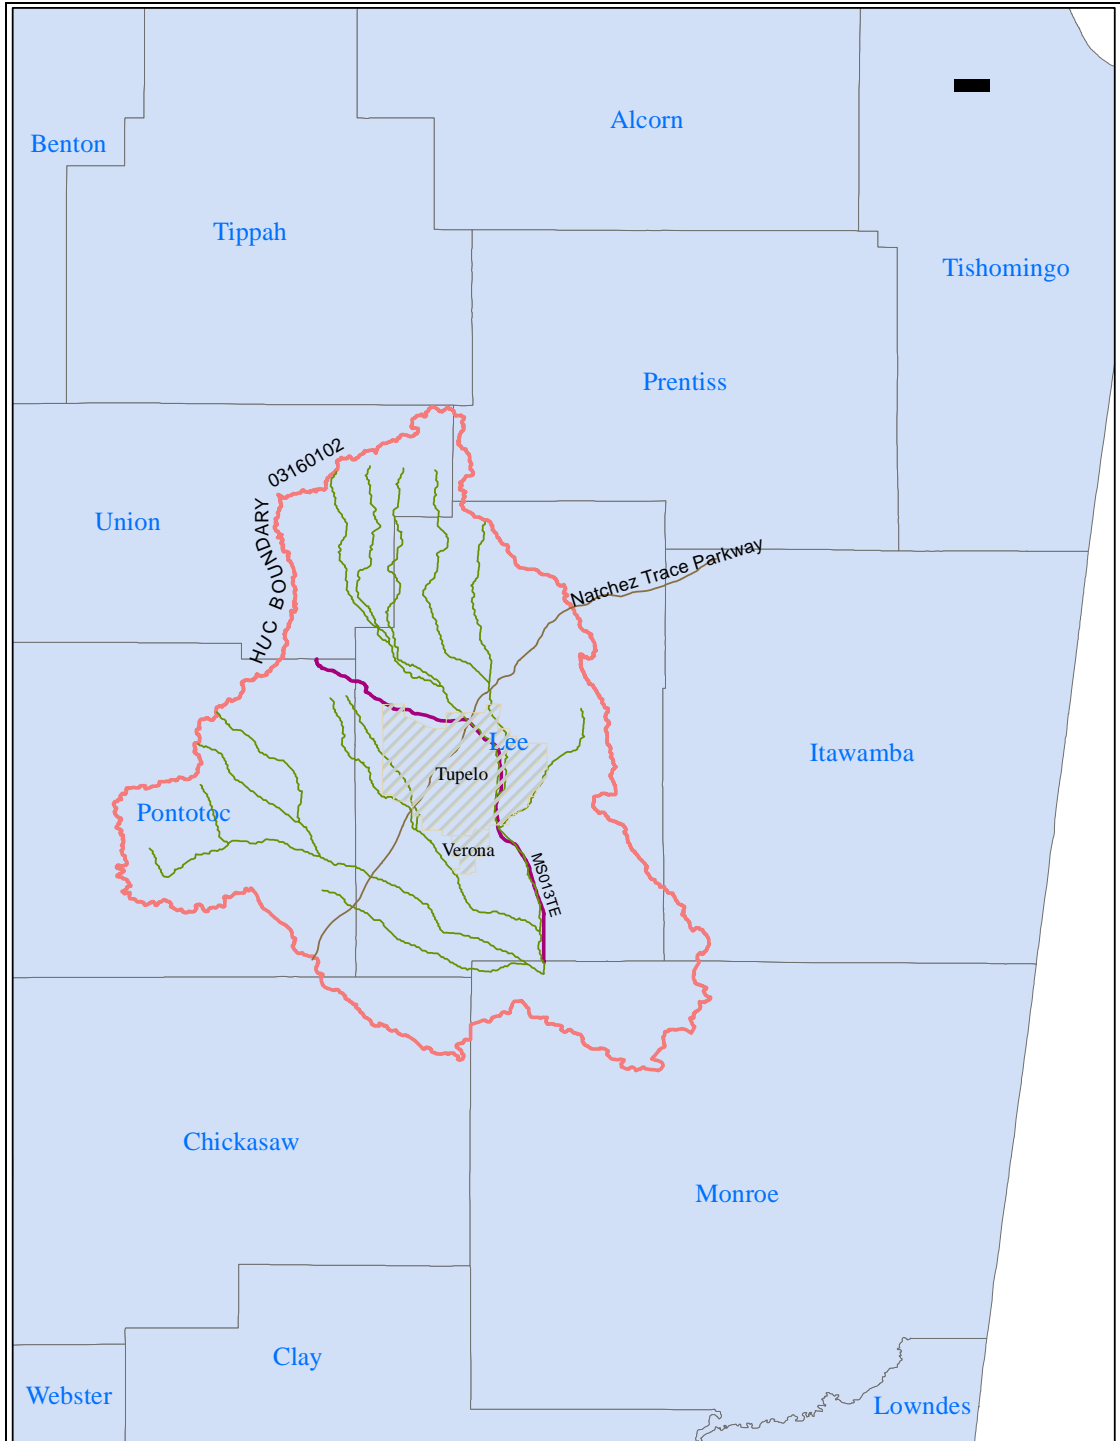 Alcorn
Benton
Tippah
Tishomingo
Prentiss
HUC BOUNDARY 03160102
Union
Natchez Trace Parkway
Lee
Itawamba
Tupelo
Pontotoc
Verona
MS013TE
Chickasaw
Monroe
Clay
Webster
Lowndes